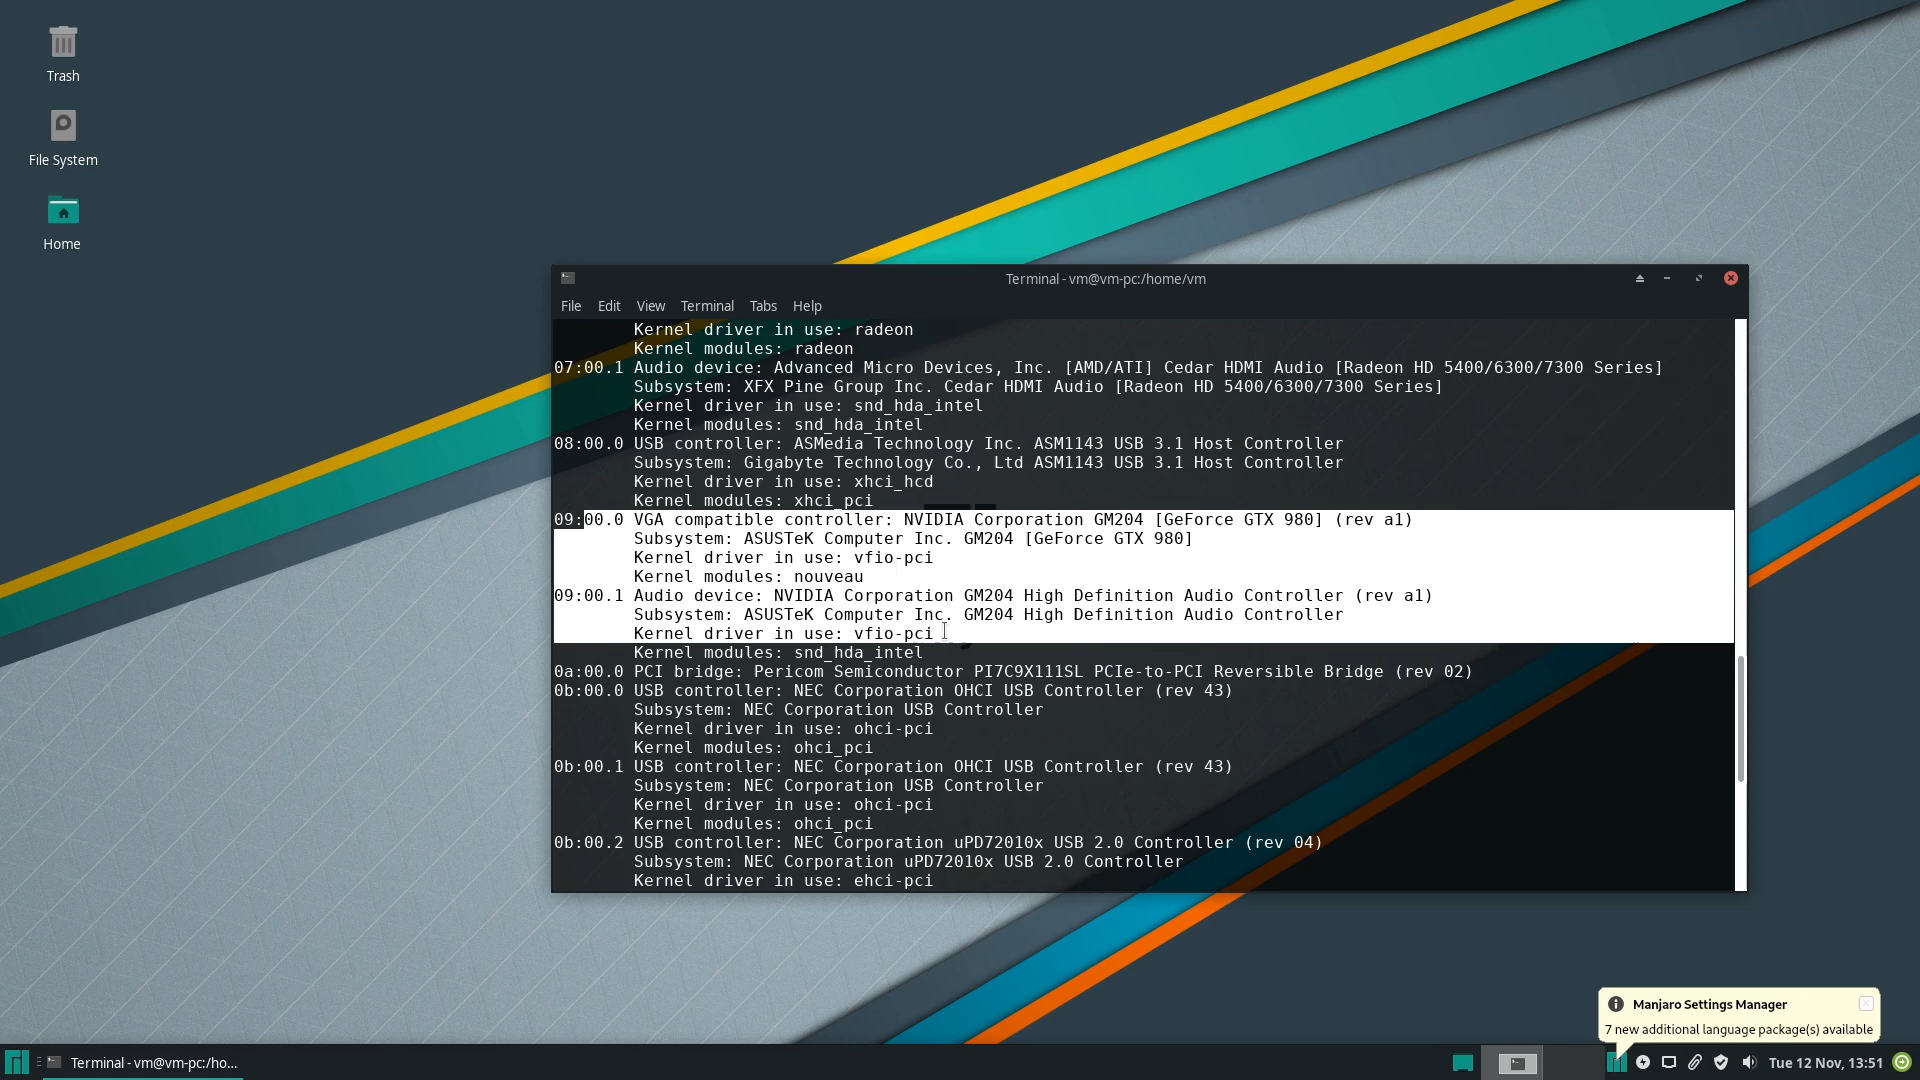 Trash
File System
Home
Terminal - vm@vm-pc:/home/vm
File Edit View Terminal Tabs Help
Kernel driver in use: radeon
Kernel modules: radeon
07:00.1 Audio device: Advanced Micro Devices, Inc. [AMD/ATI] Cedar HDMI Audio [Radeon HD 5400/6300/7300 Series]
Subsystem: XFX Pine Group Inc. Cedar HDMI Audio [Radeon HD 5400/6300/7300 Series]
Kernel driver in use: snd_hda_intel
Kernel modules: snd_hda_intel
08:00.0 USB controller: ASMedia Technology Inc. ASM1143 USB 3.1 Host Controller
Subsystem: Gigabyte Technology Co., Ltd ASM1143 USB 3.1 Host Controller
Kernel driver in use: xhci_hcd
Kernel modules: xhci_pci
09:00.0 VGA compatible controller: NVIDIA Corporation GM204 [GeForce GTX 980] (rev a1)
Subsystem: ASUSTeK Computer Inc. GM204 [GeForce GTX 980]
Kernel driver in use: vfio-pci
Kernel modules: nouveau
09:00.1 Audio device: NVIDIA Corporation GM204 High Definition Audio Controller (rev a1)
Subsystem: ASUSTeK Computer Inc. GM204 High Definition Audio Controller
Kernel driver in use: vfio-pci
Kernel modules: snd_hda_intel
0a:00.0 PCI bridge: Pericom Semiconductor PI7C9X111SL PCIe-to-PCI Reversible Bridge (rev 02)
0b:00.0 USB controller: NEC Corporation OHCI USB Controller (rev 43)
Subsystem: NEC Corporation USB Controller
Kernel driver in use: ohci-pci
Kernel modules: ohci_pci
0b:00.1 USB controller: NEC Corporation OHCI USB Controller (rev 43)
Subsystem: NEC Corporation USB Controller
Kernel driver in use: ohci-pci
Kernel modules: ohci_pci
0b:00.2 USB controller: NEC Corporation uPD72010x USB 2.0 Controller (rev 04)
Subsystem: NEC Corporation uPD72010x USB 2.0 Controller
Kernel driver in use: ehci-pci
Manjaro Settings Manager
7 new additional language package(s) available
Terminal - vm@vm-pc:/ho...
Tue 12 Nov, 13:51